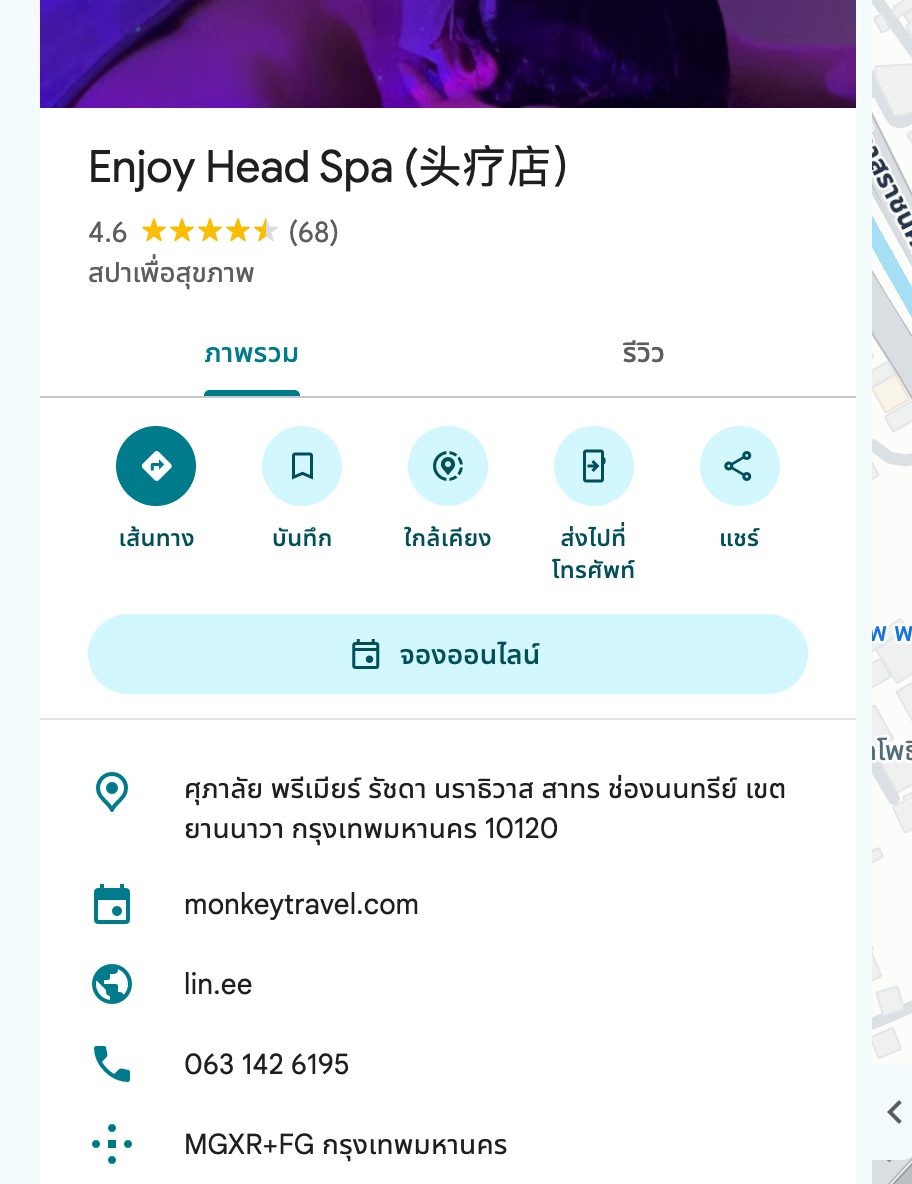 Enjoy Head Spa (头疗店)
4.6 (68)
สปาเพื่อสุขภาพ
ภาพรวม รีวิว
เส้นทาง บันทึก ใกล้เคียง ส่งไปที่ แชร์
โทรศัพท์
จองออนไลน์
ศุภาลัย พรีเมียร์ รัชดา นราธิวาส สาทร ช่องนนทรีย์ เขต
ยานนาวา กรุงเทพมหานคร 10120
monkeytravel.com
lin.ee
063 142 6195
MGXR+FG กรุงเทพมหานคร